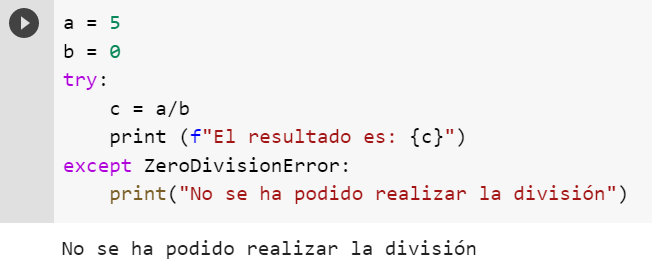 a = 5
b = 0
try:
    c = a/b
    print (f"El resultado es: {c}")
except ZeroDivisionError:
    print("No se ha podido realizar la división")
No se ha podido realizar la división